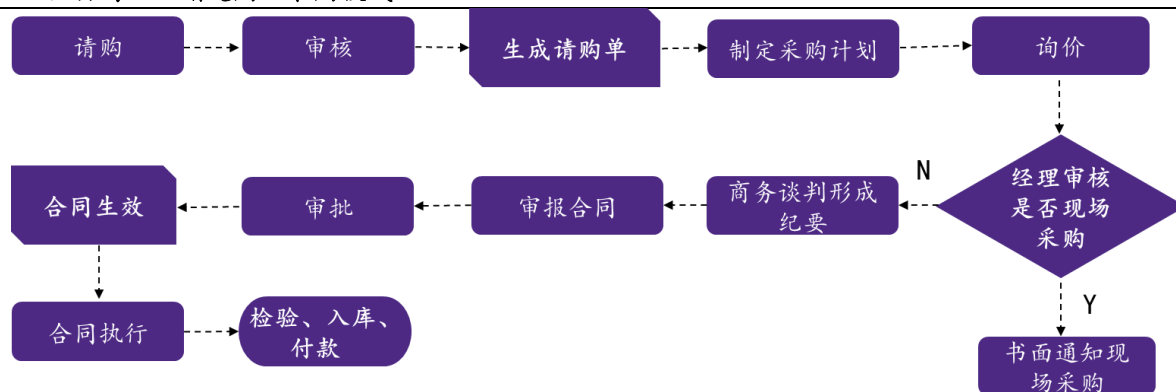 请购
审核
生成请购单
制定采购计划
询价
经理审核
是否现场
采购
N
商务谈判形成
纪要
审报合同
审批
合同生效
Y
合同执行
检验、入库、
付款
书面通知现
场采购